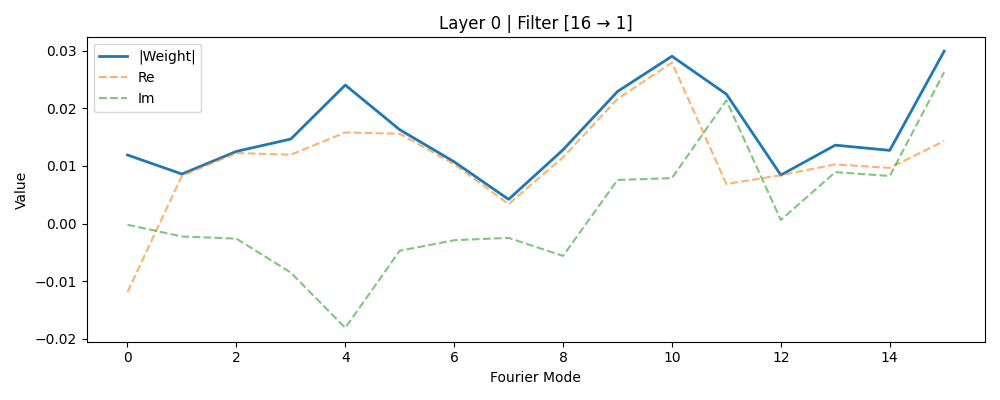 Layer 0 | Filter [16 → 1]
|Weight|
Re
Im
Value
0.03
0.02
0.01
0.00
−0.01
−0.02
0 2 4 6 8 10 12 14
Fourier Mode